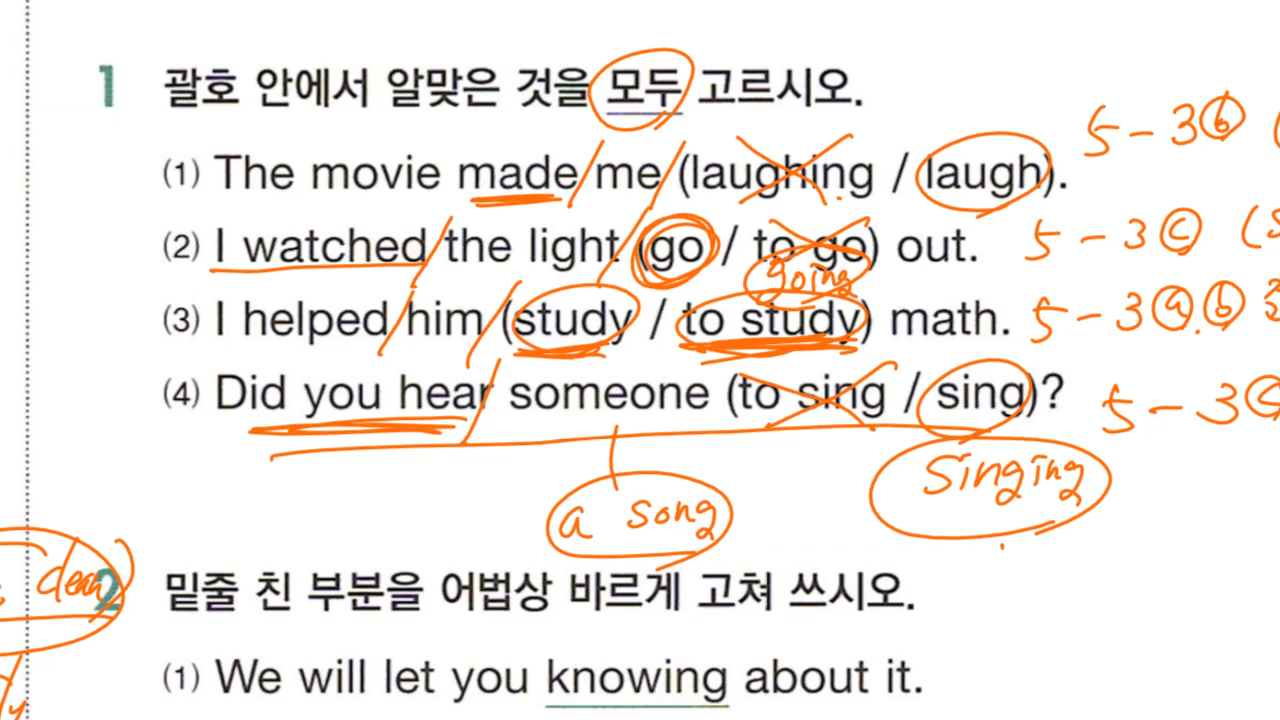 1 괄호 안에서 알맞은 것을 모두 고르시오.
(1) The movie made me (laughing / laugh). 5-3ⓑ (
(2) I watched the light (go / to go) out. 5-3ⓒ
going
(3) I helped him (study / to study) math. 5-3ⓐ.ⓑ
(4) Did you hear someone (to sing / sing)? 5-3ⓒ
singing
a song
2 밑줄 친 부분을 어법상 바르게 고쳐 쓰시오.
(1) We will let you knowing about it.